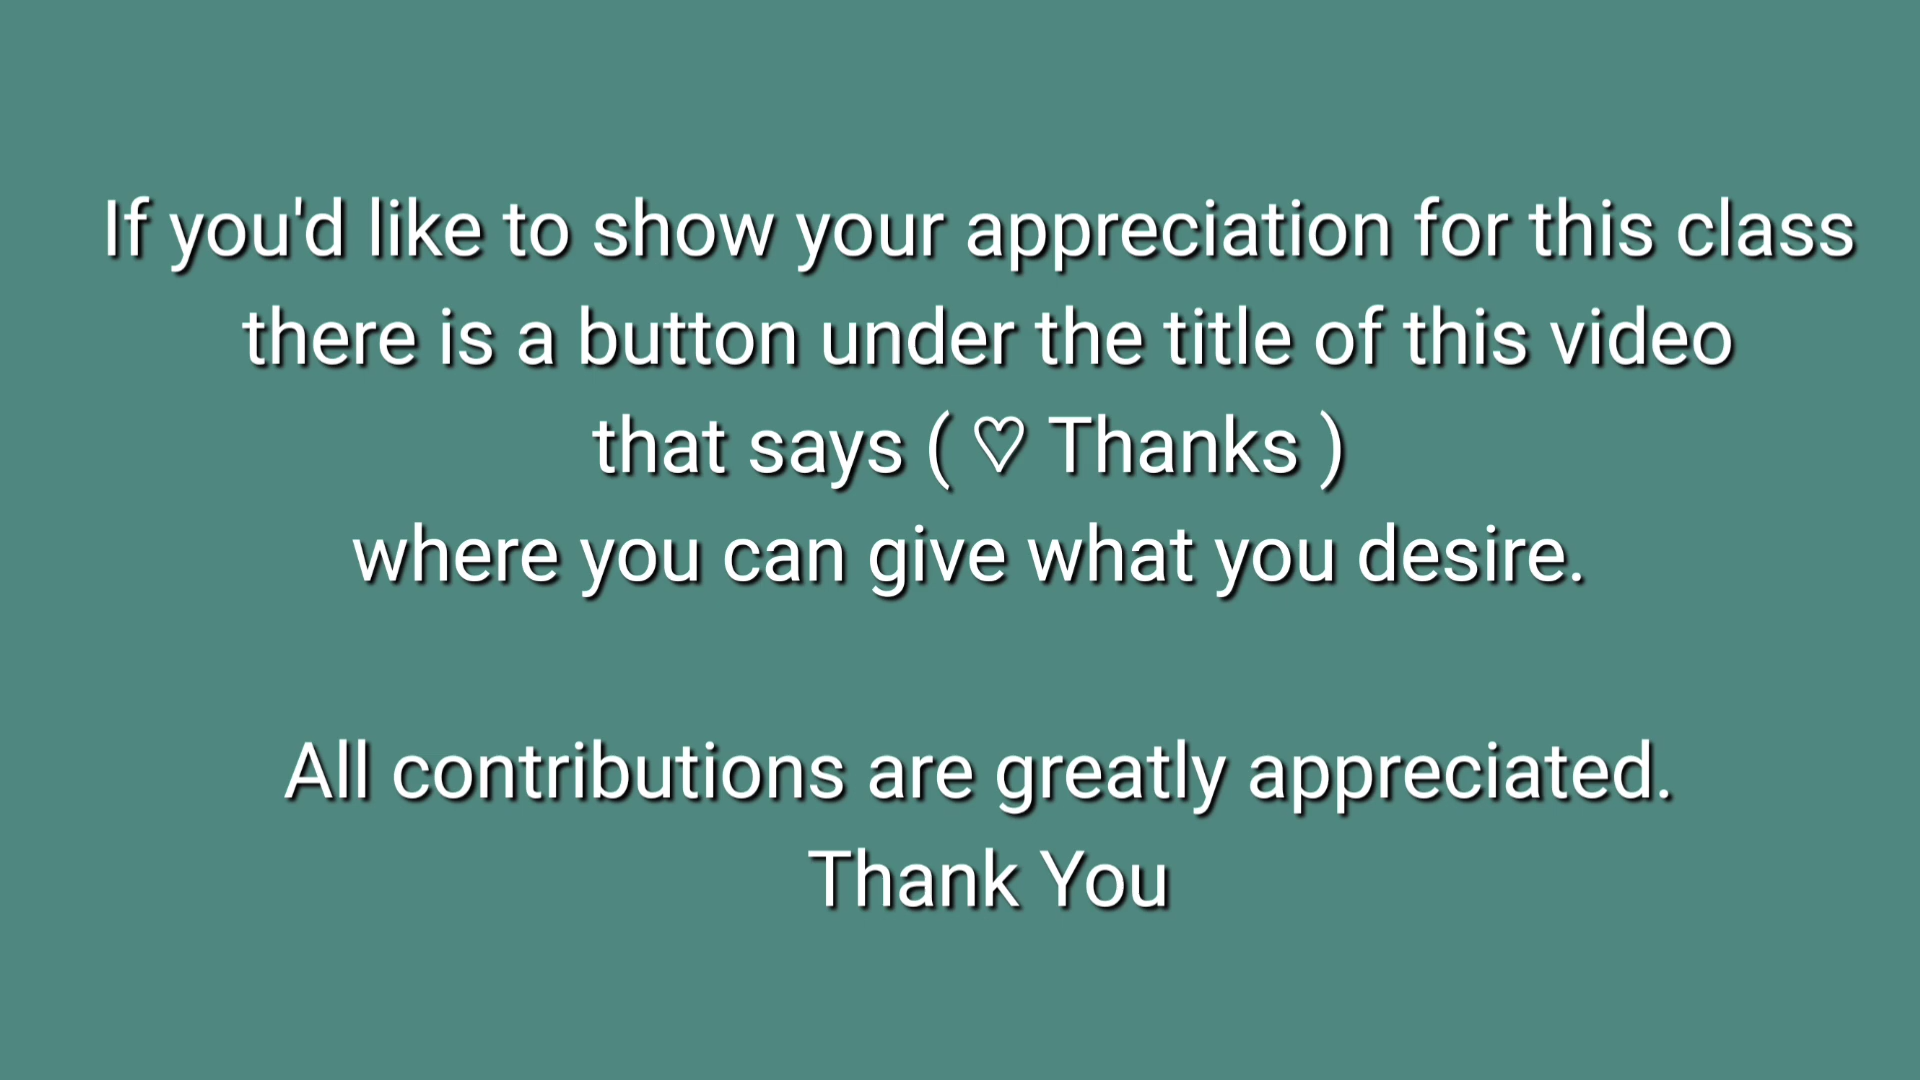 If you'd like to show your appreciation for this class
there is a button under the title of this video
that says ( ♡ Thanks )
where you can give what you desire.
All contributions are greatly appreciated.
Thank You